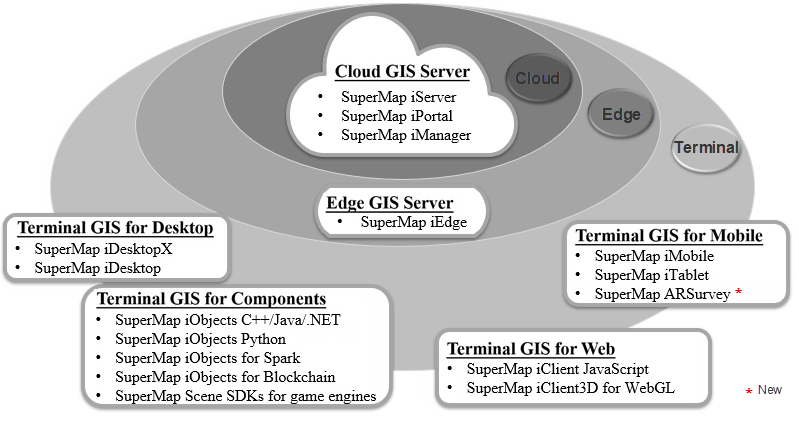 Cloud GIS Server
• SuperMap iServer
• SuperMap iPortal
• SuperMap iManager
Cloud
Edge
Terminal
Edge GIS Server
• SuperMap iEdge
Terminal GIS for Desktop
• SuperMap iDesktopX
• SuperMap iDesktop
Terminal GIS for Mobile
• SuperMap iMobile
• SuperMap iTablet
• SuperMap ARSurvey *
Terminal GIS for Components
• SuperMap iObjects C++/Java/.NET
• SuperMap iObjects Python
• SuperMap iObjects for Spark
• SuperMap iObjects for Blockchain
• SuperMap Scene SDKs for game engines
Terminal GIS for Web
• SuperMap iClient JavaScript
• SuperMap iClient3D for WebGL
* New